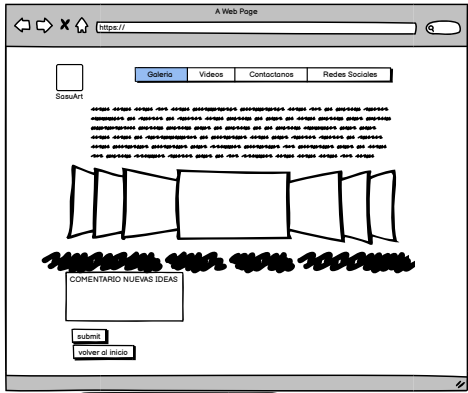 A Web Page
https://
SasuArt
Galeria Videos Contactanos Redes Sociales
COMENTARIO NUEVAS IDEAS
submit
volver al inicio